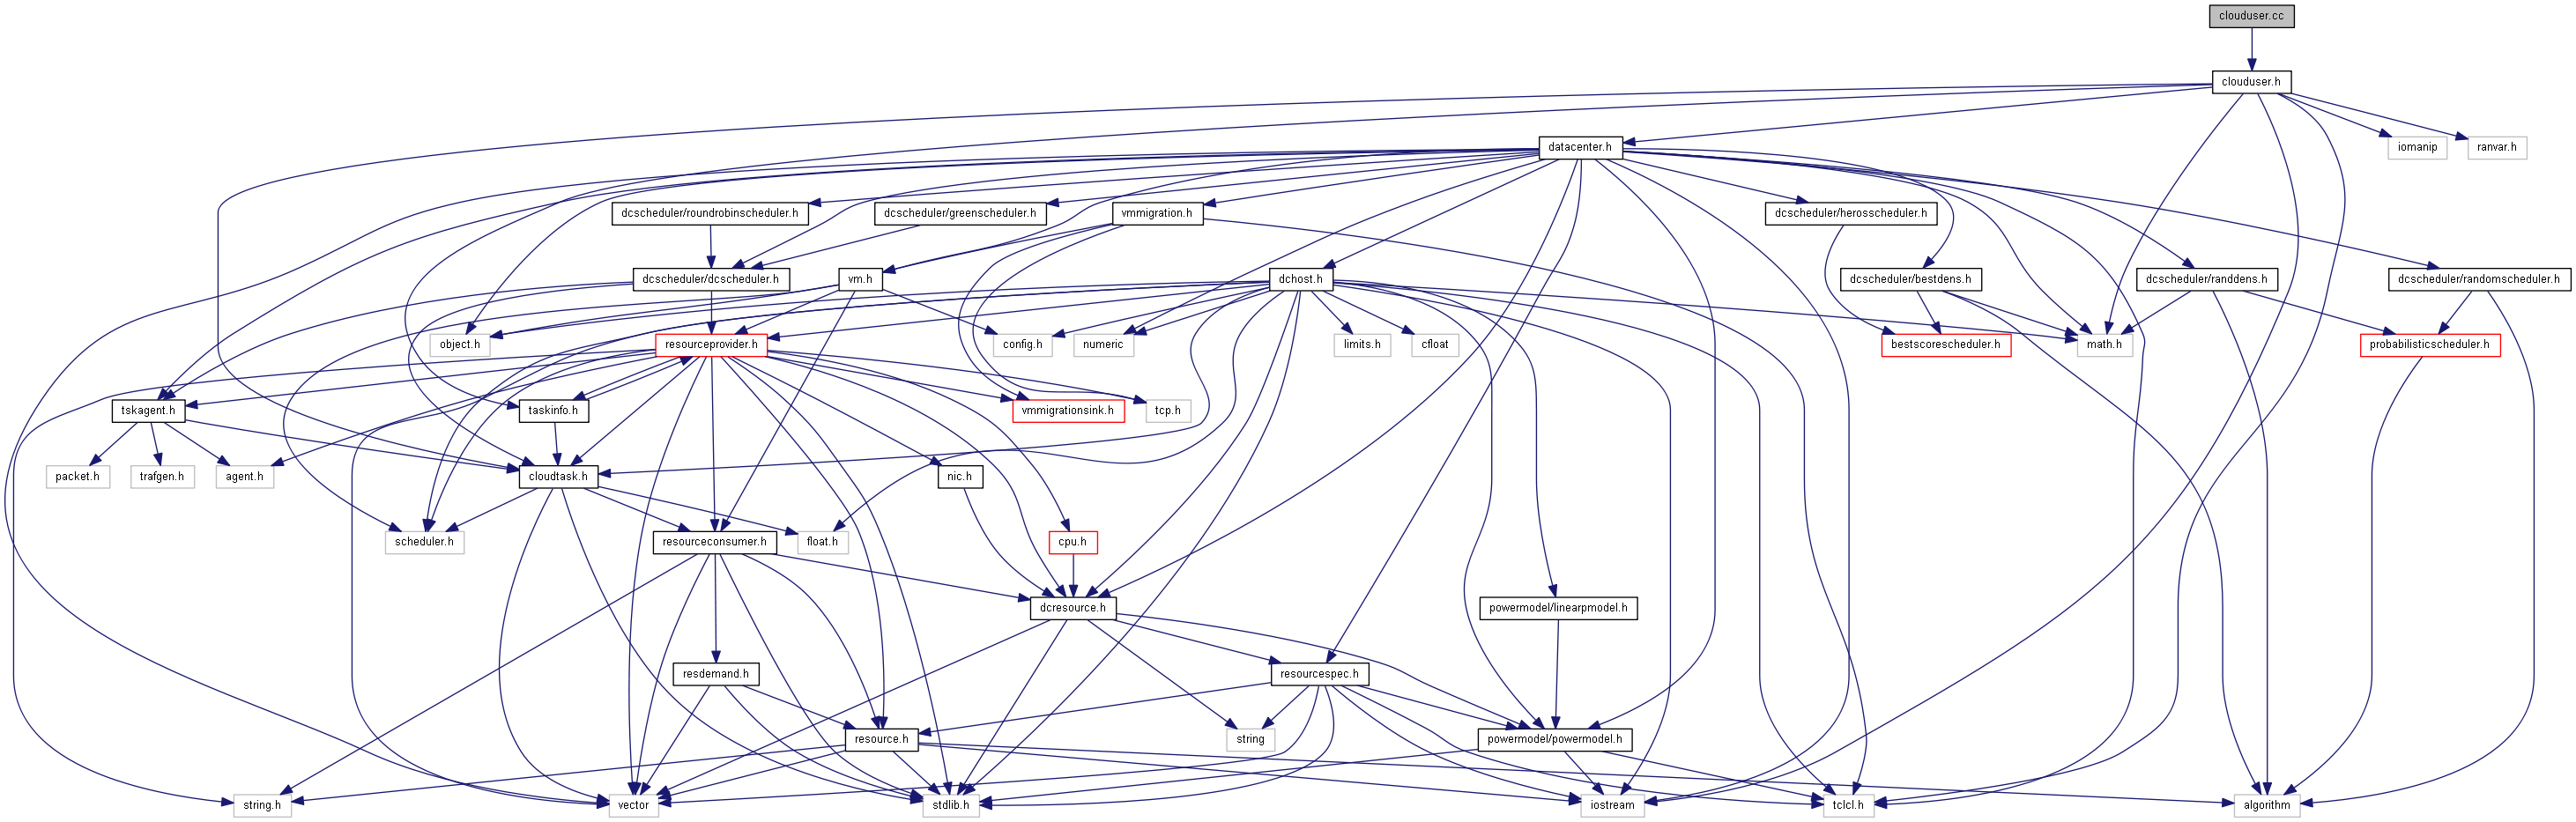 clouduser.cc
clouduser.h
datacenter.h
iomanip
ranvar.h
dcscheduler/roundrobinscheduler.h
dcscheduler/greenscheduler.h
vmmigration.h
dcscheduler/herosscheduler.h
dcscheduler/dcscheduler.h
vm.h
dchost.h
dcscheduler/bestdens.h
dcscheduler/randdens.h
dcscheduler/randomscheduler.h
object.h
resourceprovider.h
config.h
numeric
limits.h
cfloat
bestscorescheduler.h
math.h
probabilisticscheduler.h
tskagent.h
taskinfo.h
vmmigrationsink.h
tcp.h
packet.h
trafgen.h
agent.h
cloudtask.h
nic.h
scheduler.h
resourceconsumer.h
float.h
cpu.h
dcresource.h
powermodel/linearpmodel.h
resdemand.h
resourcespec.h
resource.h
string
powermodel/powermodel.h
string.h
vector
stdlib.h
iostream
tclcl.h
algorithm